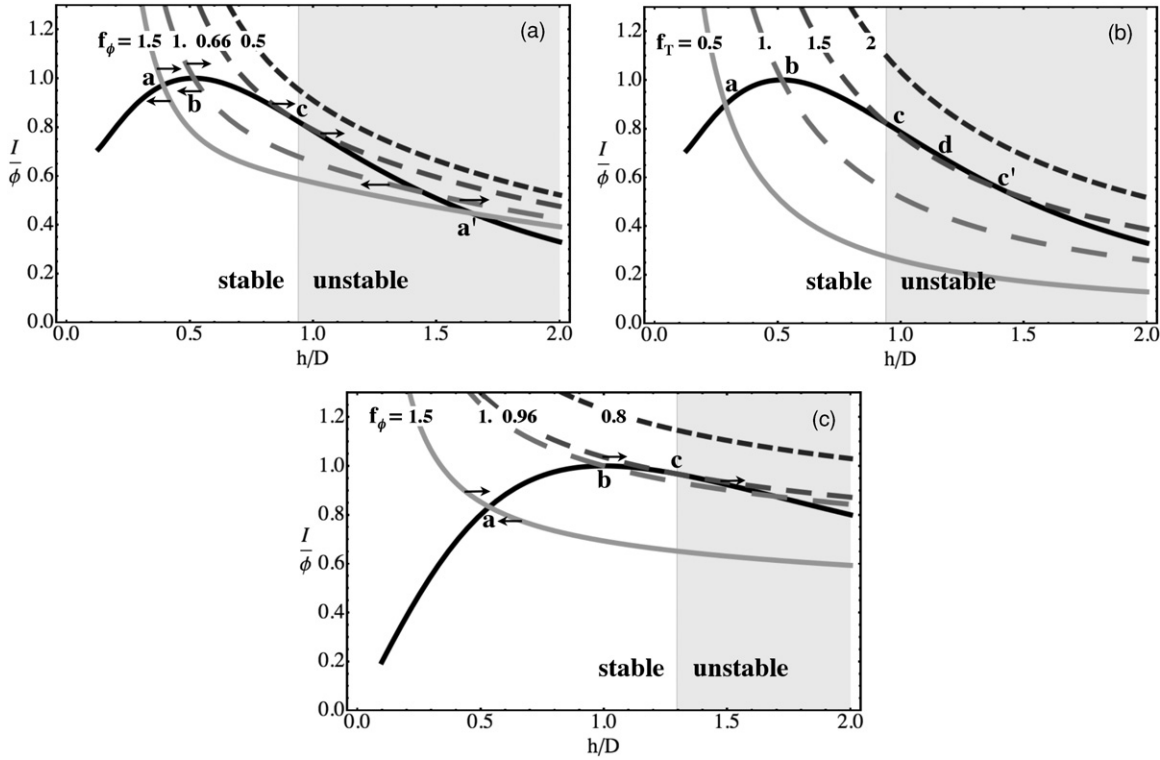 (a)
1.2
1.0
0.8
0.6
0.4
0.2
0.0
I
ϕ
fϕ = 1.5 1. 0.66 0.5
a
b
c
a'
stable unstable
0.0 0.5 1.0 1.5 2.0
h/D
(b)
1.2
1.0
0.8
0.6
0.4
0.2
0.0
I
ϕ
fT = 0.5 1. 1.5 2
a
b
c
d
c'
stable unstable
0.0 0.5 1.0 1.5 2.0
h/D
(c)
1.2
1.0
0.8
0.6
0.4
0.2
0.0
I
ϕ
fϕ = 1.5 1. 0.96 0.8
a
b
c
stable unstable
0.0 0.5 1.0 1.5 2.0
h/D